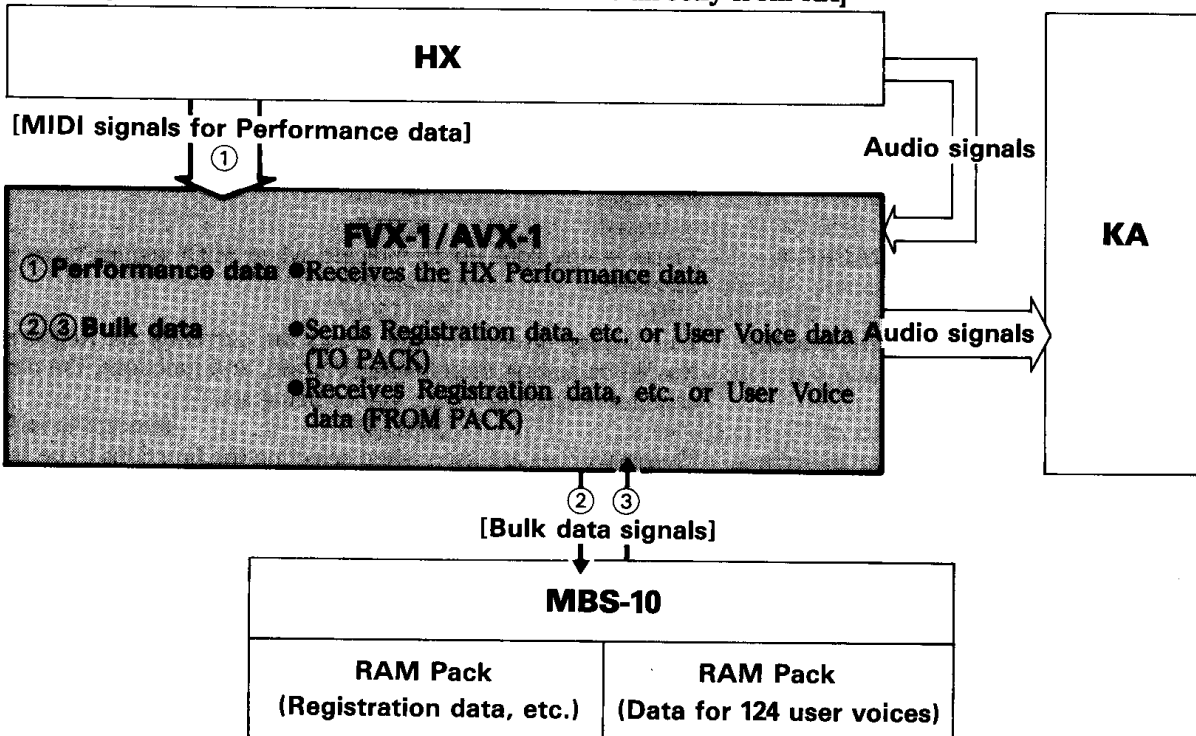 HX
[MIDI signals for Performance data]
①
Audio signals
KA
FVX-1/AVX-1
①Performance data ●Receives the HX Performance data
②③Bulk data ●Sends Registration data, etc. or User Voice data
(TO PACK)
●Receives Registration data, etc. or User Voice
data (FROM PACK)
Audio signals
② ③
[Bulk data signals]
MBS-10
RAM Pack
(Registration data, etc.)
RAM Pack
(Data for 124 user voices)